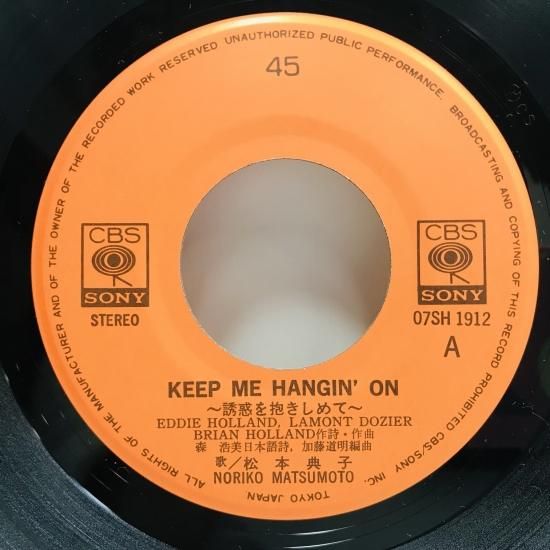 ALL RIGHTS OF THE MANUFACTURER AND OF THE OWNER OF THE RECORDED WORK RESERVED UNAUTHORIZED PUBLIC PERFORMANCE, BROADCASTING AND COPYING OF THIS RECORD PROHIBITED CBS/SONY INC. TOKYO JAPAN
45
CBS
SONY
STEREO
CBS
SONY
07SH 1912
A
KEEP ME HANGIN' ON
〜誘惑を抱きしめて〜
EDDIE HOLLAND, LAMONT DOZIER
BRIAN HOLLAND作詩・作曲
森 浩美日本語詩, 加藤道明編曲
歌/松本典子
NORIKO MATSUMOTO